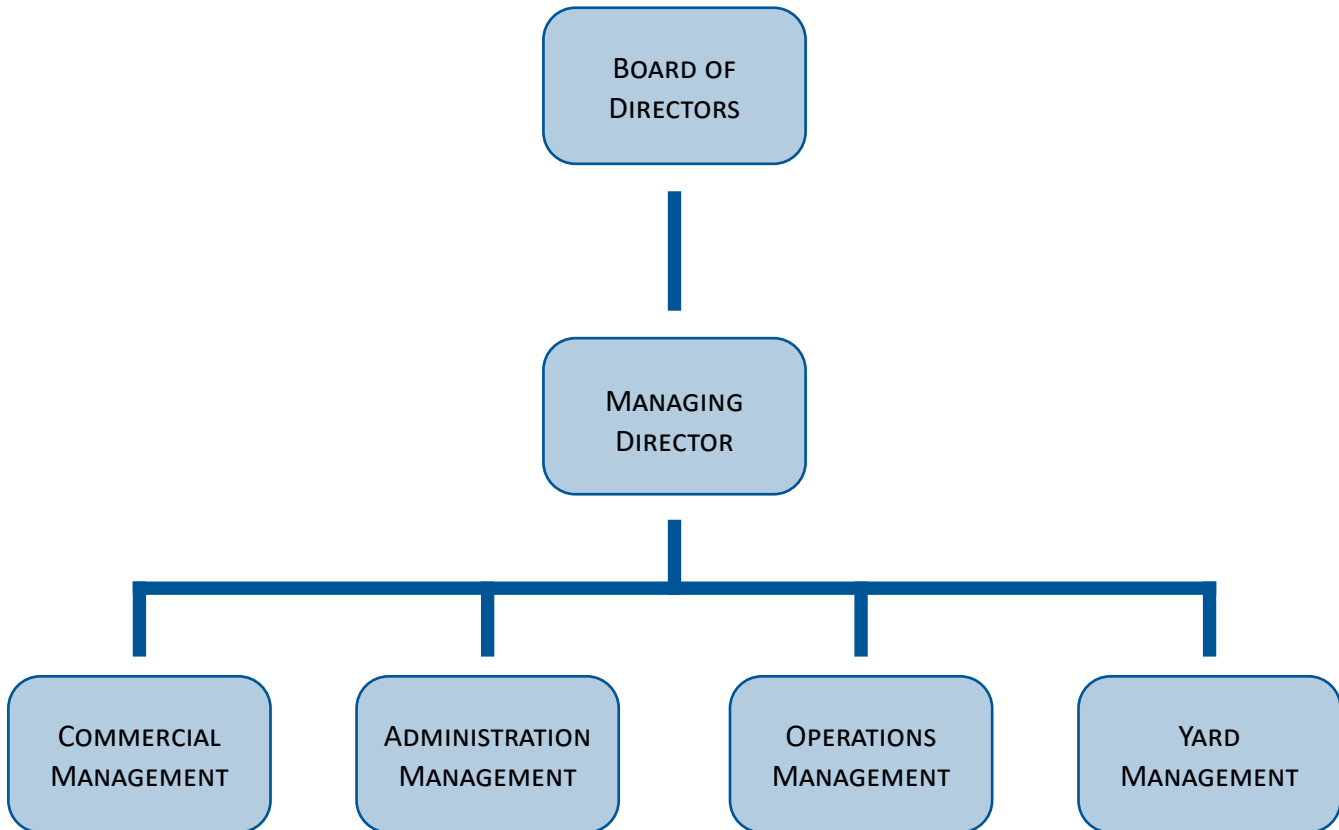 Board of
Directors
Managing
Director
Commercial
Management
Administration
Management
Operations
Management
Yard
Management